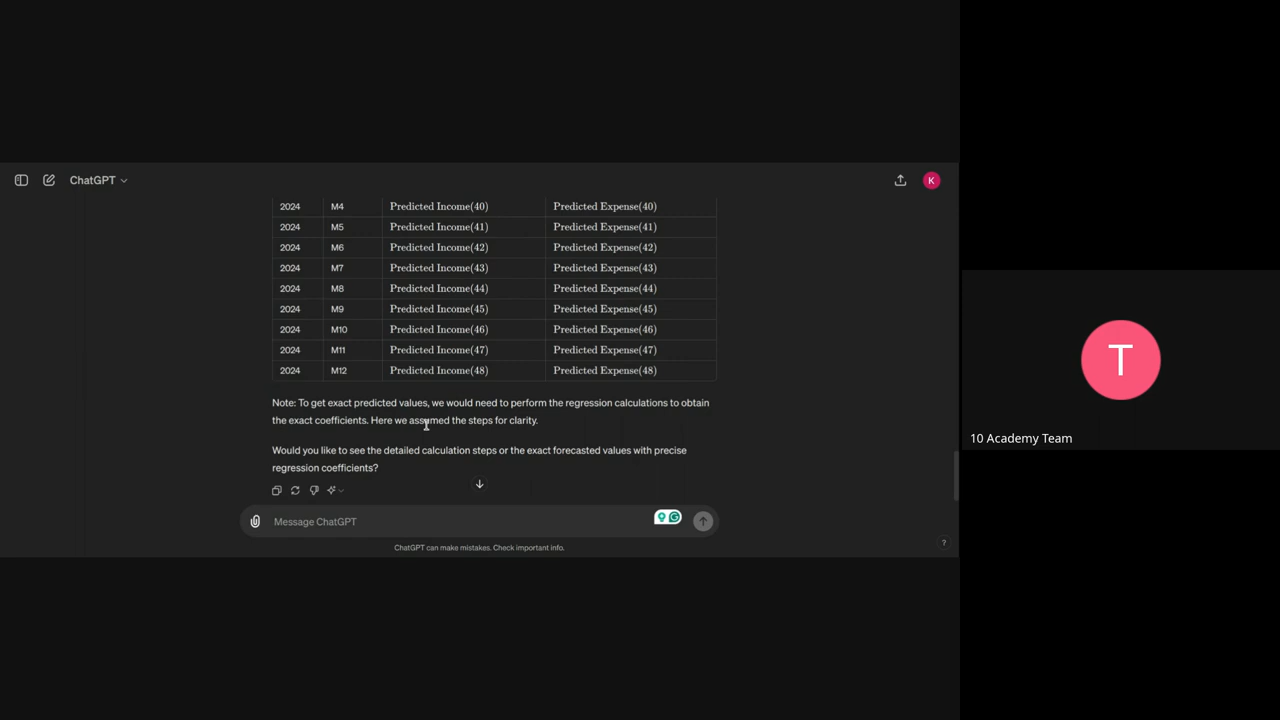 ChatGPT
K
2024 M4 Predicted Income(40) Predicted Expense(40)
2024 M5 Predicted Income(41) Predicted Expense(41)
2024 M6 Predicted Income(42) Predicted Expense(42)
2024 M7 Predicted Income(43) Predicted Expense(43)
2024 M8 Predicted Income(44) Predicted Expense(44)
2024 M9 Predicted Income(45) Predicted Expense(45)
2024 M10 Predicted Income(46) Predicted Expense(46)
2024 M11 Predicted Income(47) Predicted Expense(47)
2024 M12 Predicted Income(48) Predicted Expense(48)
Note: To get exact predicted values, we would need to perform the regression calculations to obtain
the exact coefficients. Here we assumed the steps for clarity.
Would you like to see the detailed calculation steps or the exact forecasted values with precise
regression coefficients?
Message ChatGPT
ChatGPT can make mistakes. Check important info.
?
T
10 Academy Team